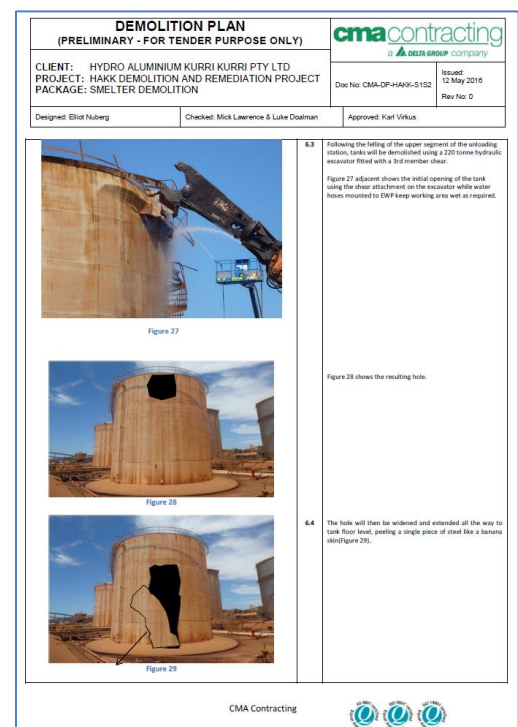 DEMOLITION PLAN
(PRELIMINARY - FOR TENDER PURPOSE ONLY)
cmacontracting
a DELTA GROUP COMPANY
CLIENT: HYDRO ALUMINIUM KURRI KURRI PTY LTD
PROJECT: HAKK DEMOLITION AND REMEDIATION PROJECT
PACKAGE: SMELTER DEMOLITION
Doc No: CMA-DP-HAKK-S1S2
Issued:
12 May 2016
Rev No: 0
Designed: Elliot Nuberg
Checked: Mick Lawrence & Luke Doalman
Approved: Karl Virkus
6.3
Following the felling of the upper segment of the unloading
station, tanks will be demolished using a 220 tonne hydraulic
excavator fitted with a 3rd member shear.
Figure 27 adjacent shows the initial opening of the tank
using the shear attachment on the excavator while water
hoses mounted to EWP keep working area wet as required.
Figure 27
Figure 28 shows the resulting hole.
Figure 28
6.4
The hole will then be widened and extended all the way to
tank floor level, peeling a single piece of steel like a banana
skin(Figure 29).
Figure 29
CMA Contracting